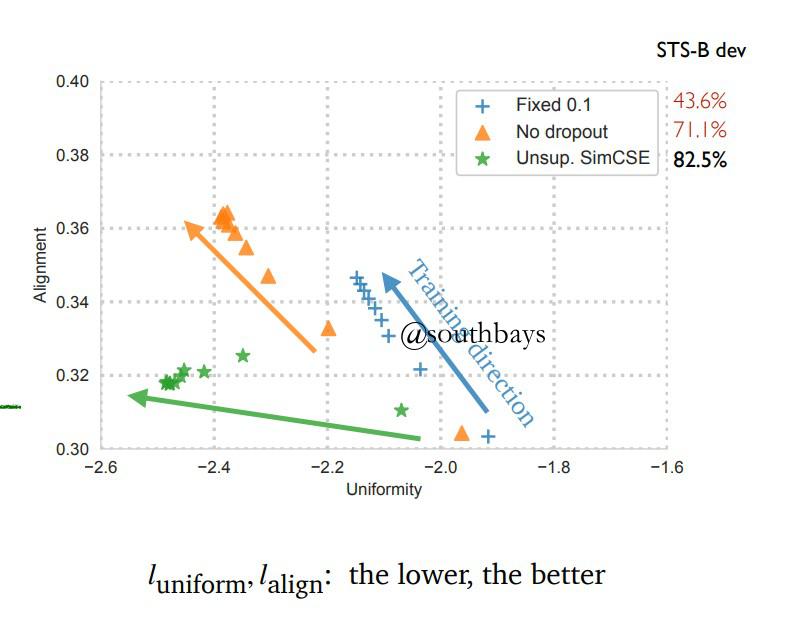 STS-B dev
0.40
Fixed 0.1 43.6%
No dropout 71.1%
Unsup. SimCSE 82.5%
0.38
0.36
Alignment
0.34
Training direction
@southbays
0.32
0.30
−2.6 −2.4 −2.2 −2.0 −1.8 −1.6
Uniformity
l_uniform, l_align: the lower, the better